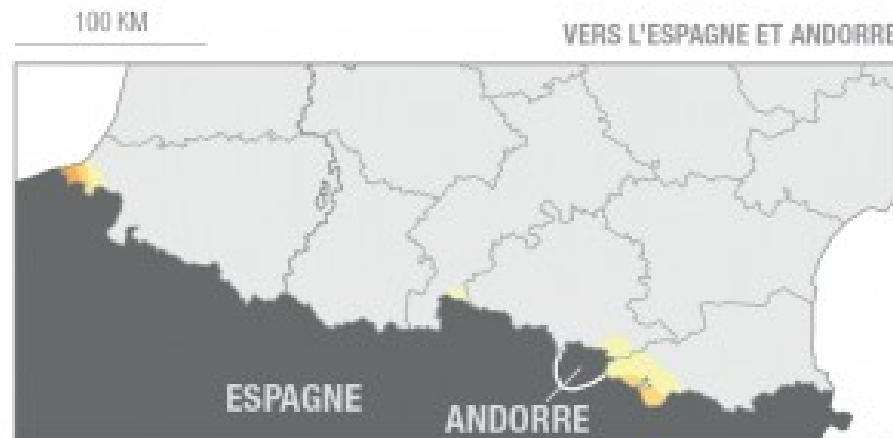 100 KM
VERS L'ESPAGNE ET ANDORRE
ESPAGNE
ANDORRE